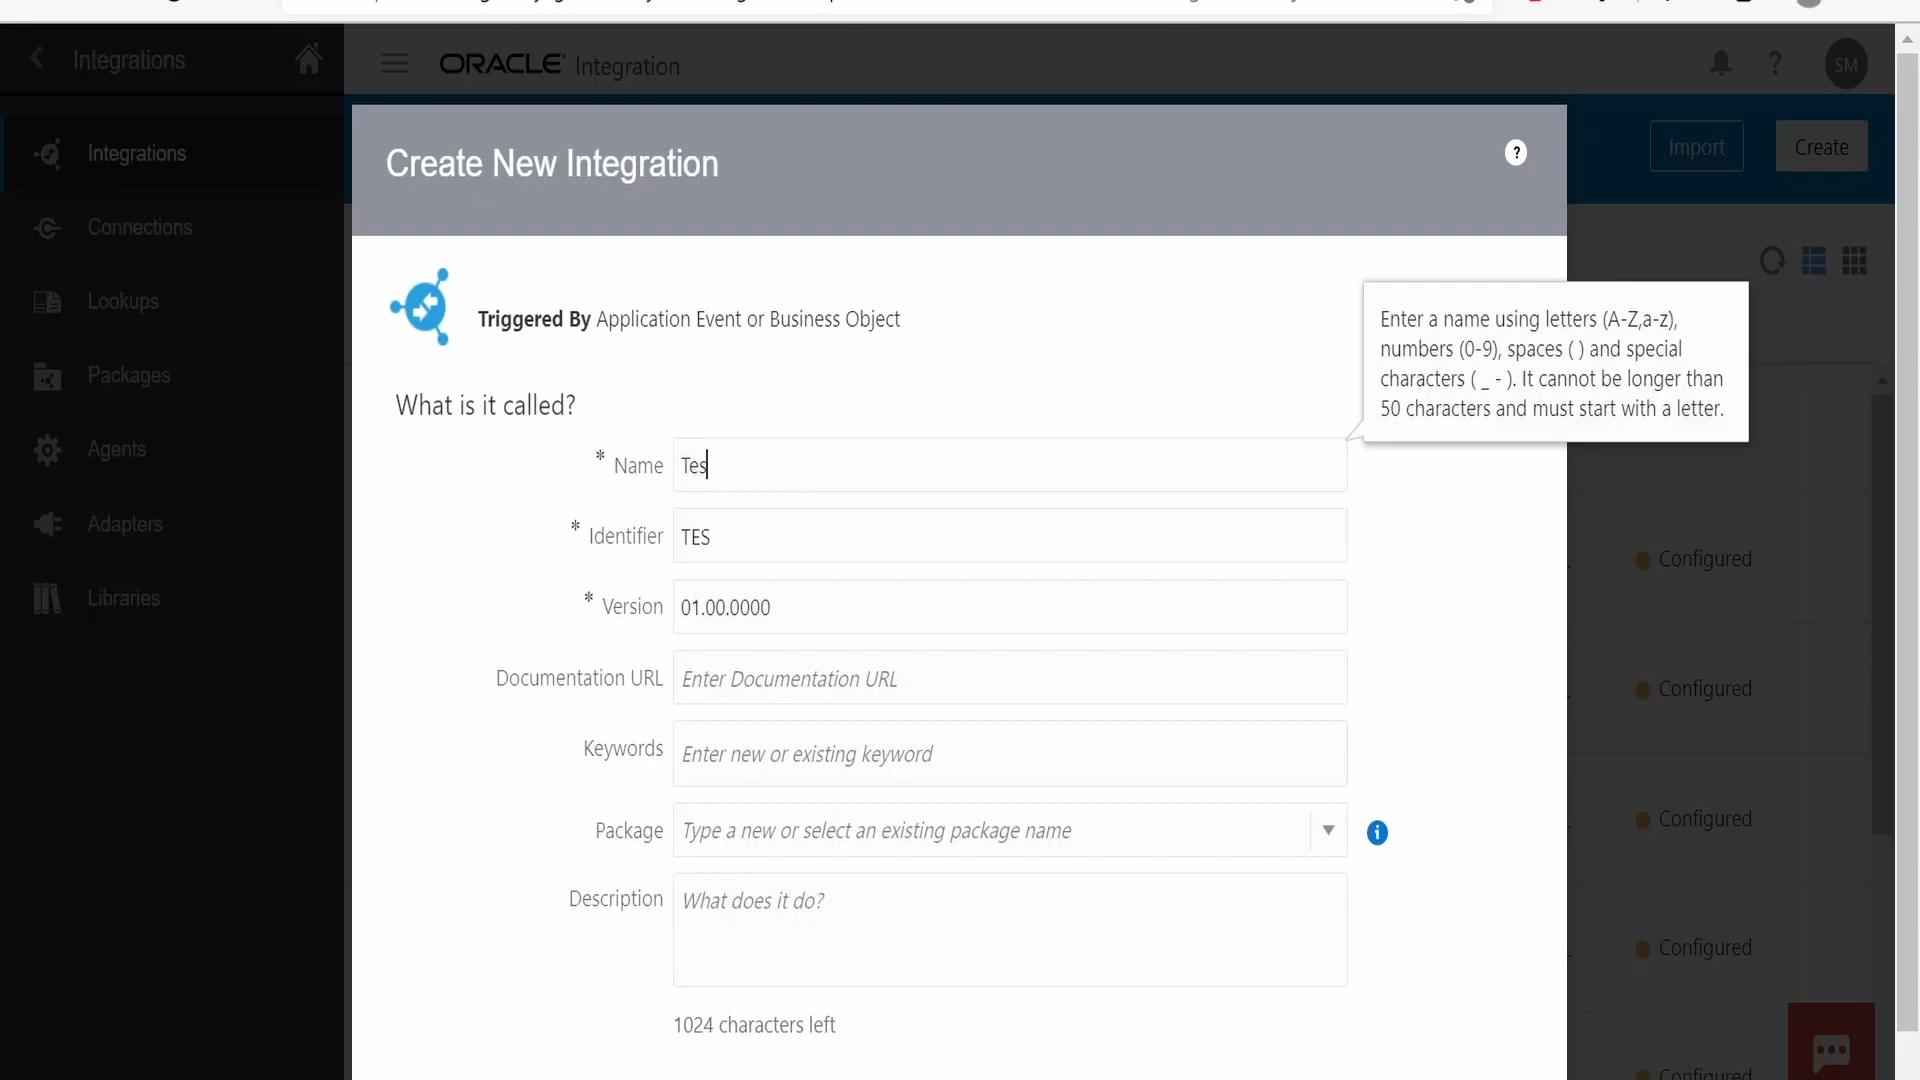 Integrations
ORACLE Integration
?
SM
Create New Integration
?
Import
Create
Integrations
Connections
Lookups
Packages
Agents
Adapters
Libraries
Triggered By Application Event or Business Object
Enter a name using letters (A-Z,a-z),
numbers (0-9), spaces ( ) and special
characters ( _ - ). It cannot be longer than
50 characters and must start with a letter.
What is it called?
* Name Tes
* Identifier TES
* Version 01.00.0000
Documentation URL Enter Documentation URL
Keywords Enter new or existing keyword
Package Type a new or select an existing package name
i
Description What does it do?
1024 characters left
Configured
Configured
Configured
Configured
Configured